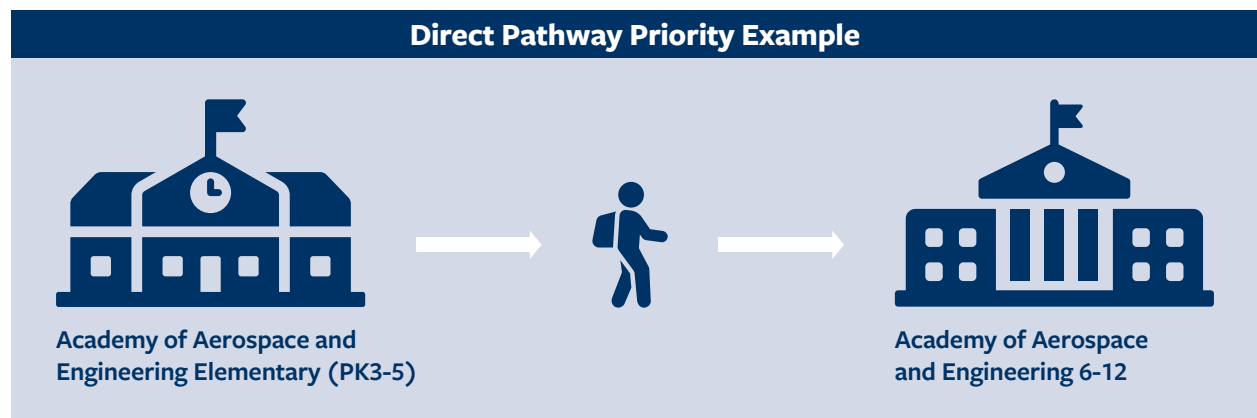 Direct Pathway Priority Example
Academy of Aerospace and
Engineering Elementary (PK3-5)
Academy of Aerospace
and Engineering 6-12